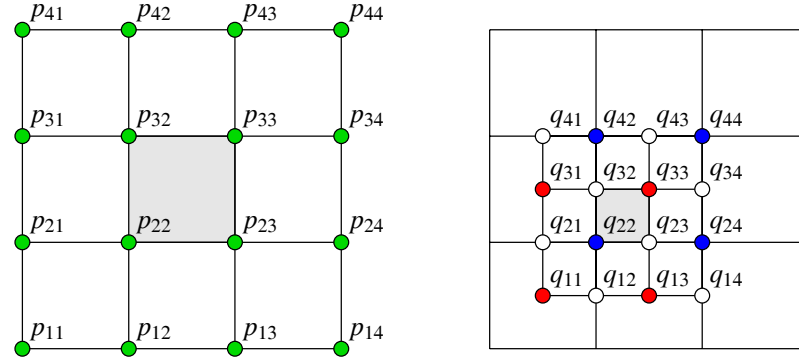 p41 p42 p43 p44
p31 p32 p33 p34
p21 p22 p23 p24
p11 p12 p13 p14
q41 q42 q43 q44
q31 q32 q33 q34
q21 q22 q23 q24
q11 q12 q13 q14